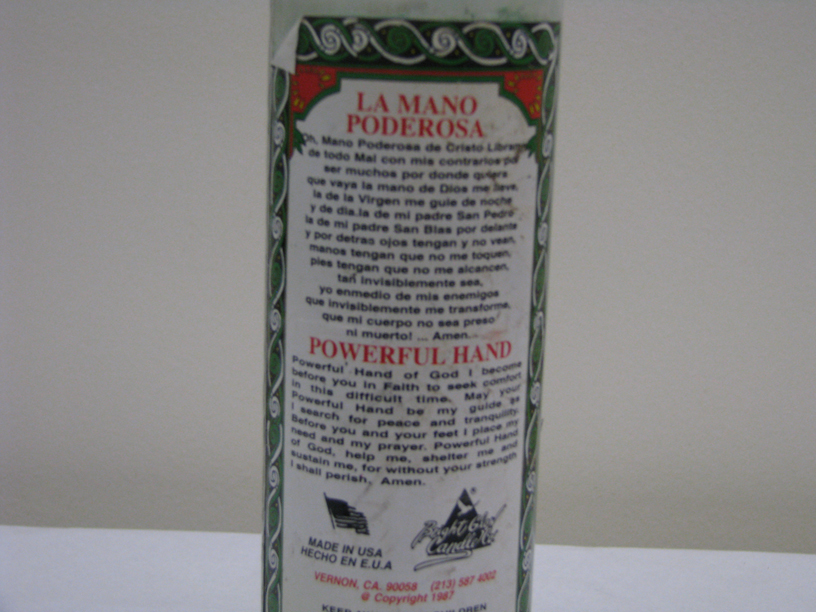 LA MANO
PODEROSA
Oh, Mano Poderosa de Cristo Libra
de todo Mal con mis contrarios
ser muchos por donde quiera
que vaya la mano de Dios me lleve,
la de la Virgen me guie de noche
y de dia.la de mi padre San Pedro
la de mi padre San Blas por delante
y por detras ojos tengan y no vean,
manos tengan que no me toquen,
pies tengan que no me alcancen,
tan invisiblemente sea,
yo enmedio de mis enemigos
que invisiblemente me transforme,
que mi cuerpo no sea preso
ni muerto! ... Amen.
POWERFUL HAND
Powerful Hand of God I become
before you in Faith to seek comfort
in this difficult time. May your
Powerful Hand be my guide as
I search for peace and tranquility.
Before you and your feet I place my
need and my prayer. Powerful Hand
of God, help me, shelter me and
sustain me, for without your strength
I shall perish, Amen.
MADE IN USA
HECHO EN E.U.A
Bright Glow
Candle Co.
VERNON, CA. 90058 (213) 587 4002
@ Copyright 1987
KEEP